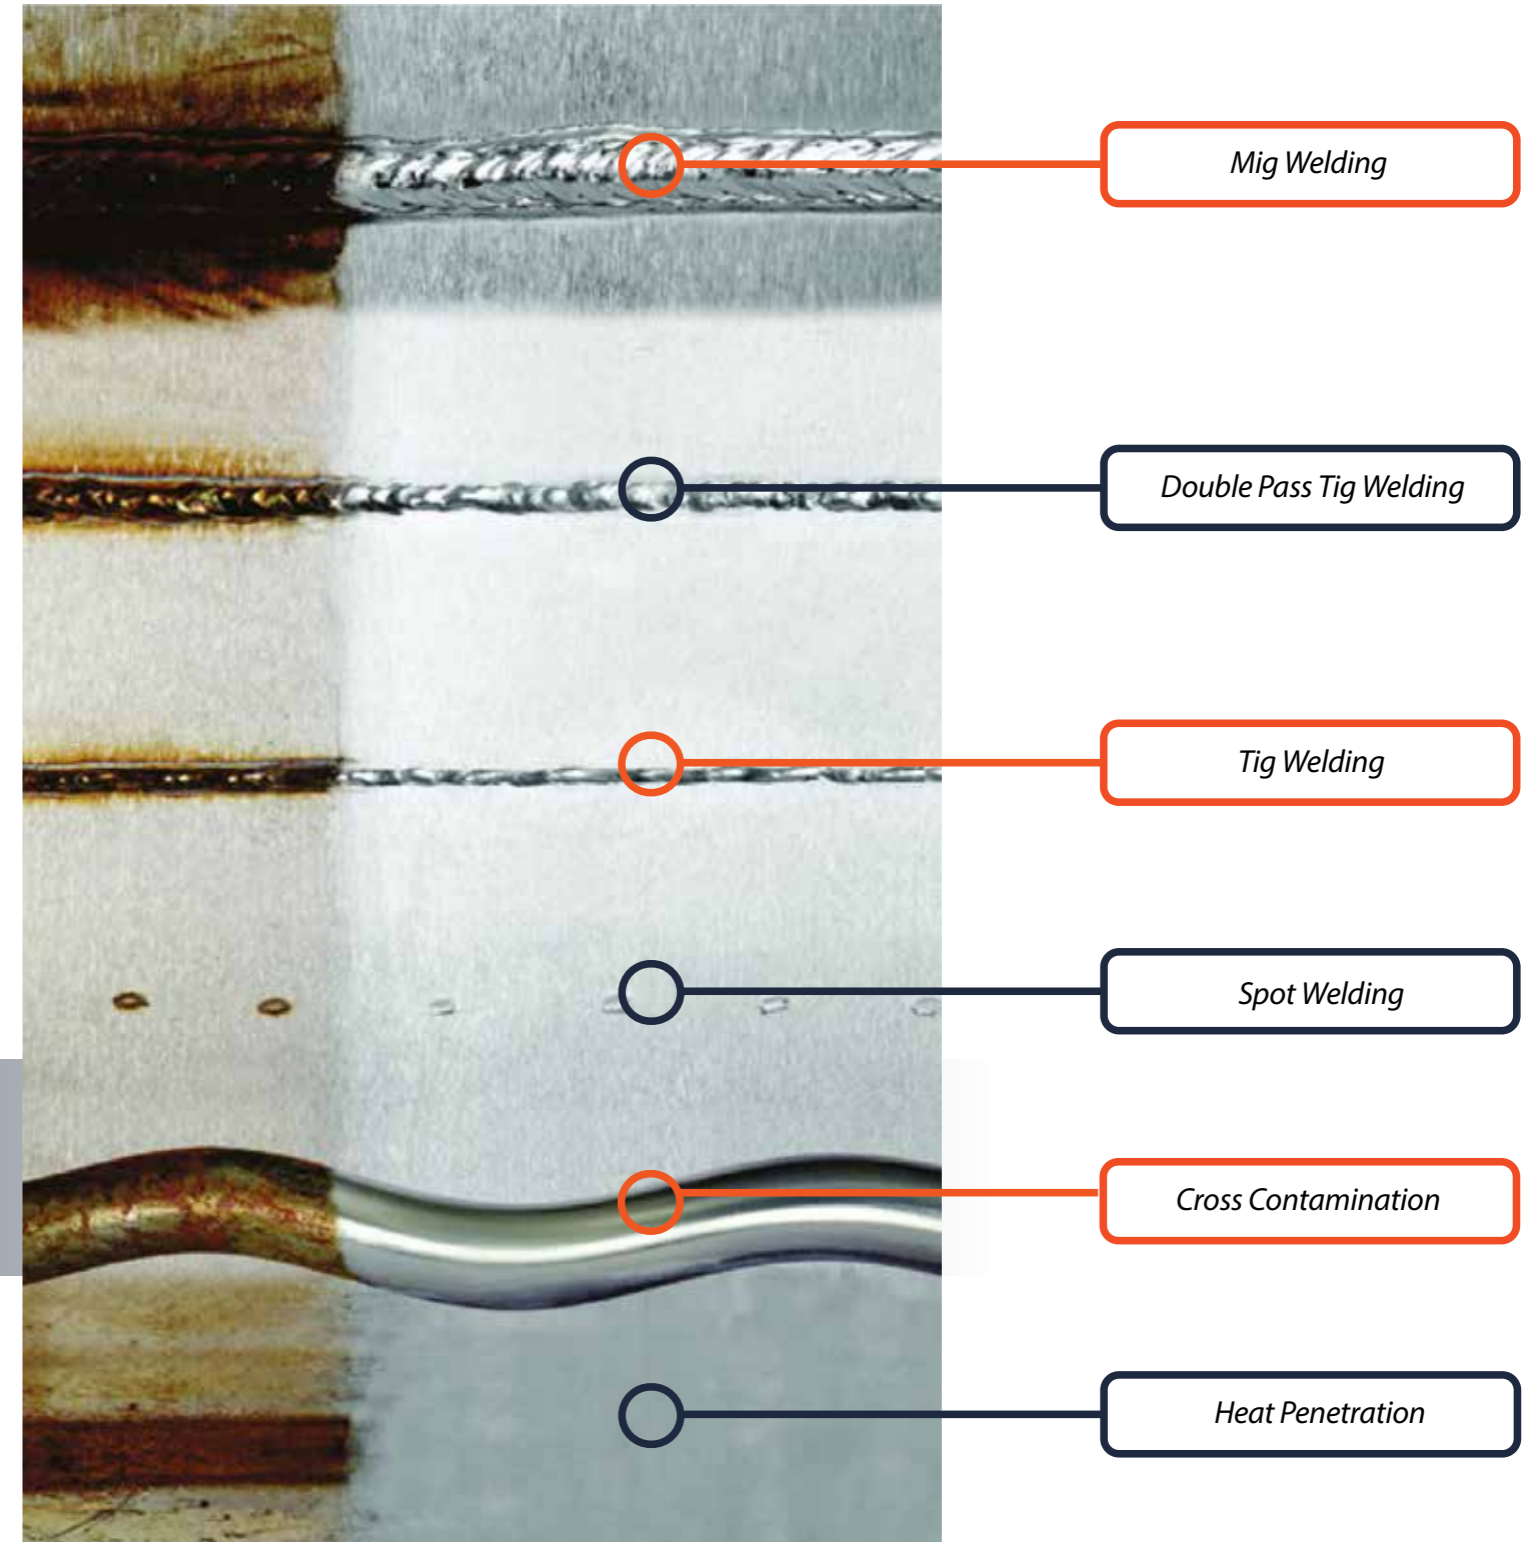 Mig Welding
Double Pass Tig Welding
Tig Welding
Spot Welding
Cross Contamination
Heat Penetration